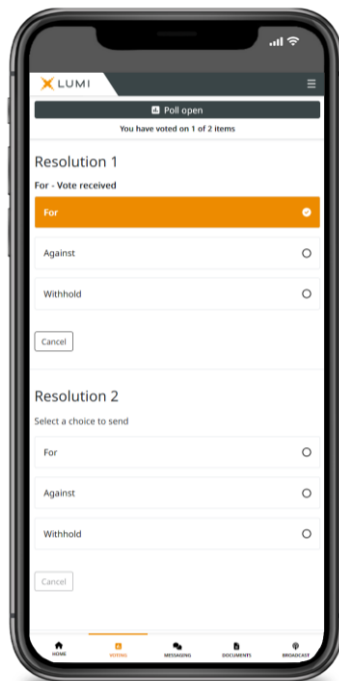 LUMI
Poll open
You have voted on 1 of 2 items
Resolution 1
For - Vote received
For
Against
Withhold
Cancel
Resolution 2
Select a choice to send
For
Against
Withhold
Cancel
HOME VOTING MESSAGING DOCUMENTS BROADCAST